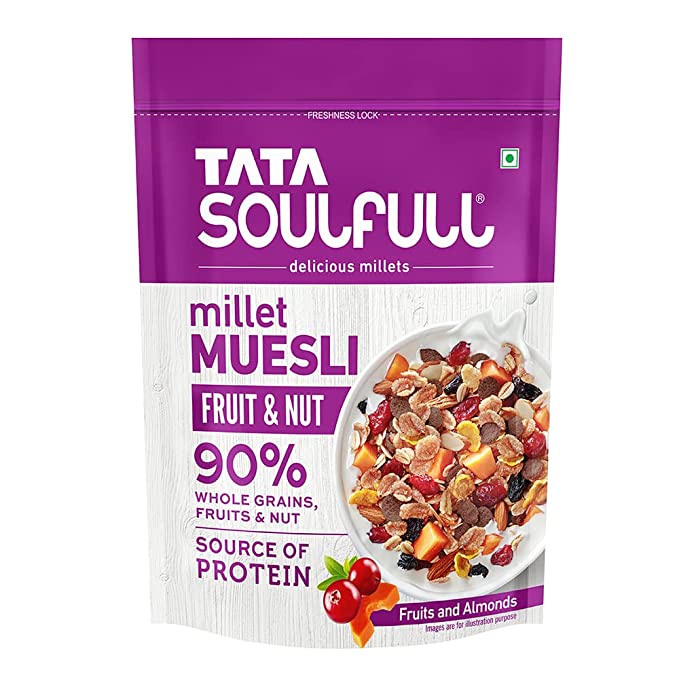 FRESHNESS LOCK
TATA
SOULFULL®
delicious millets
millet
MUESLI
FRUIT & NUT
90%
WHOLE GRAINS,
FRUITS & NUT
SOURCE OF
PROTEIN
Fruits and Almonds
Images are for illustration purpose